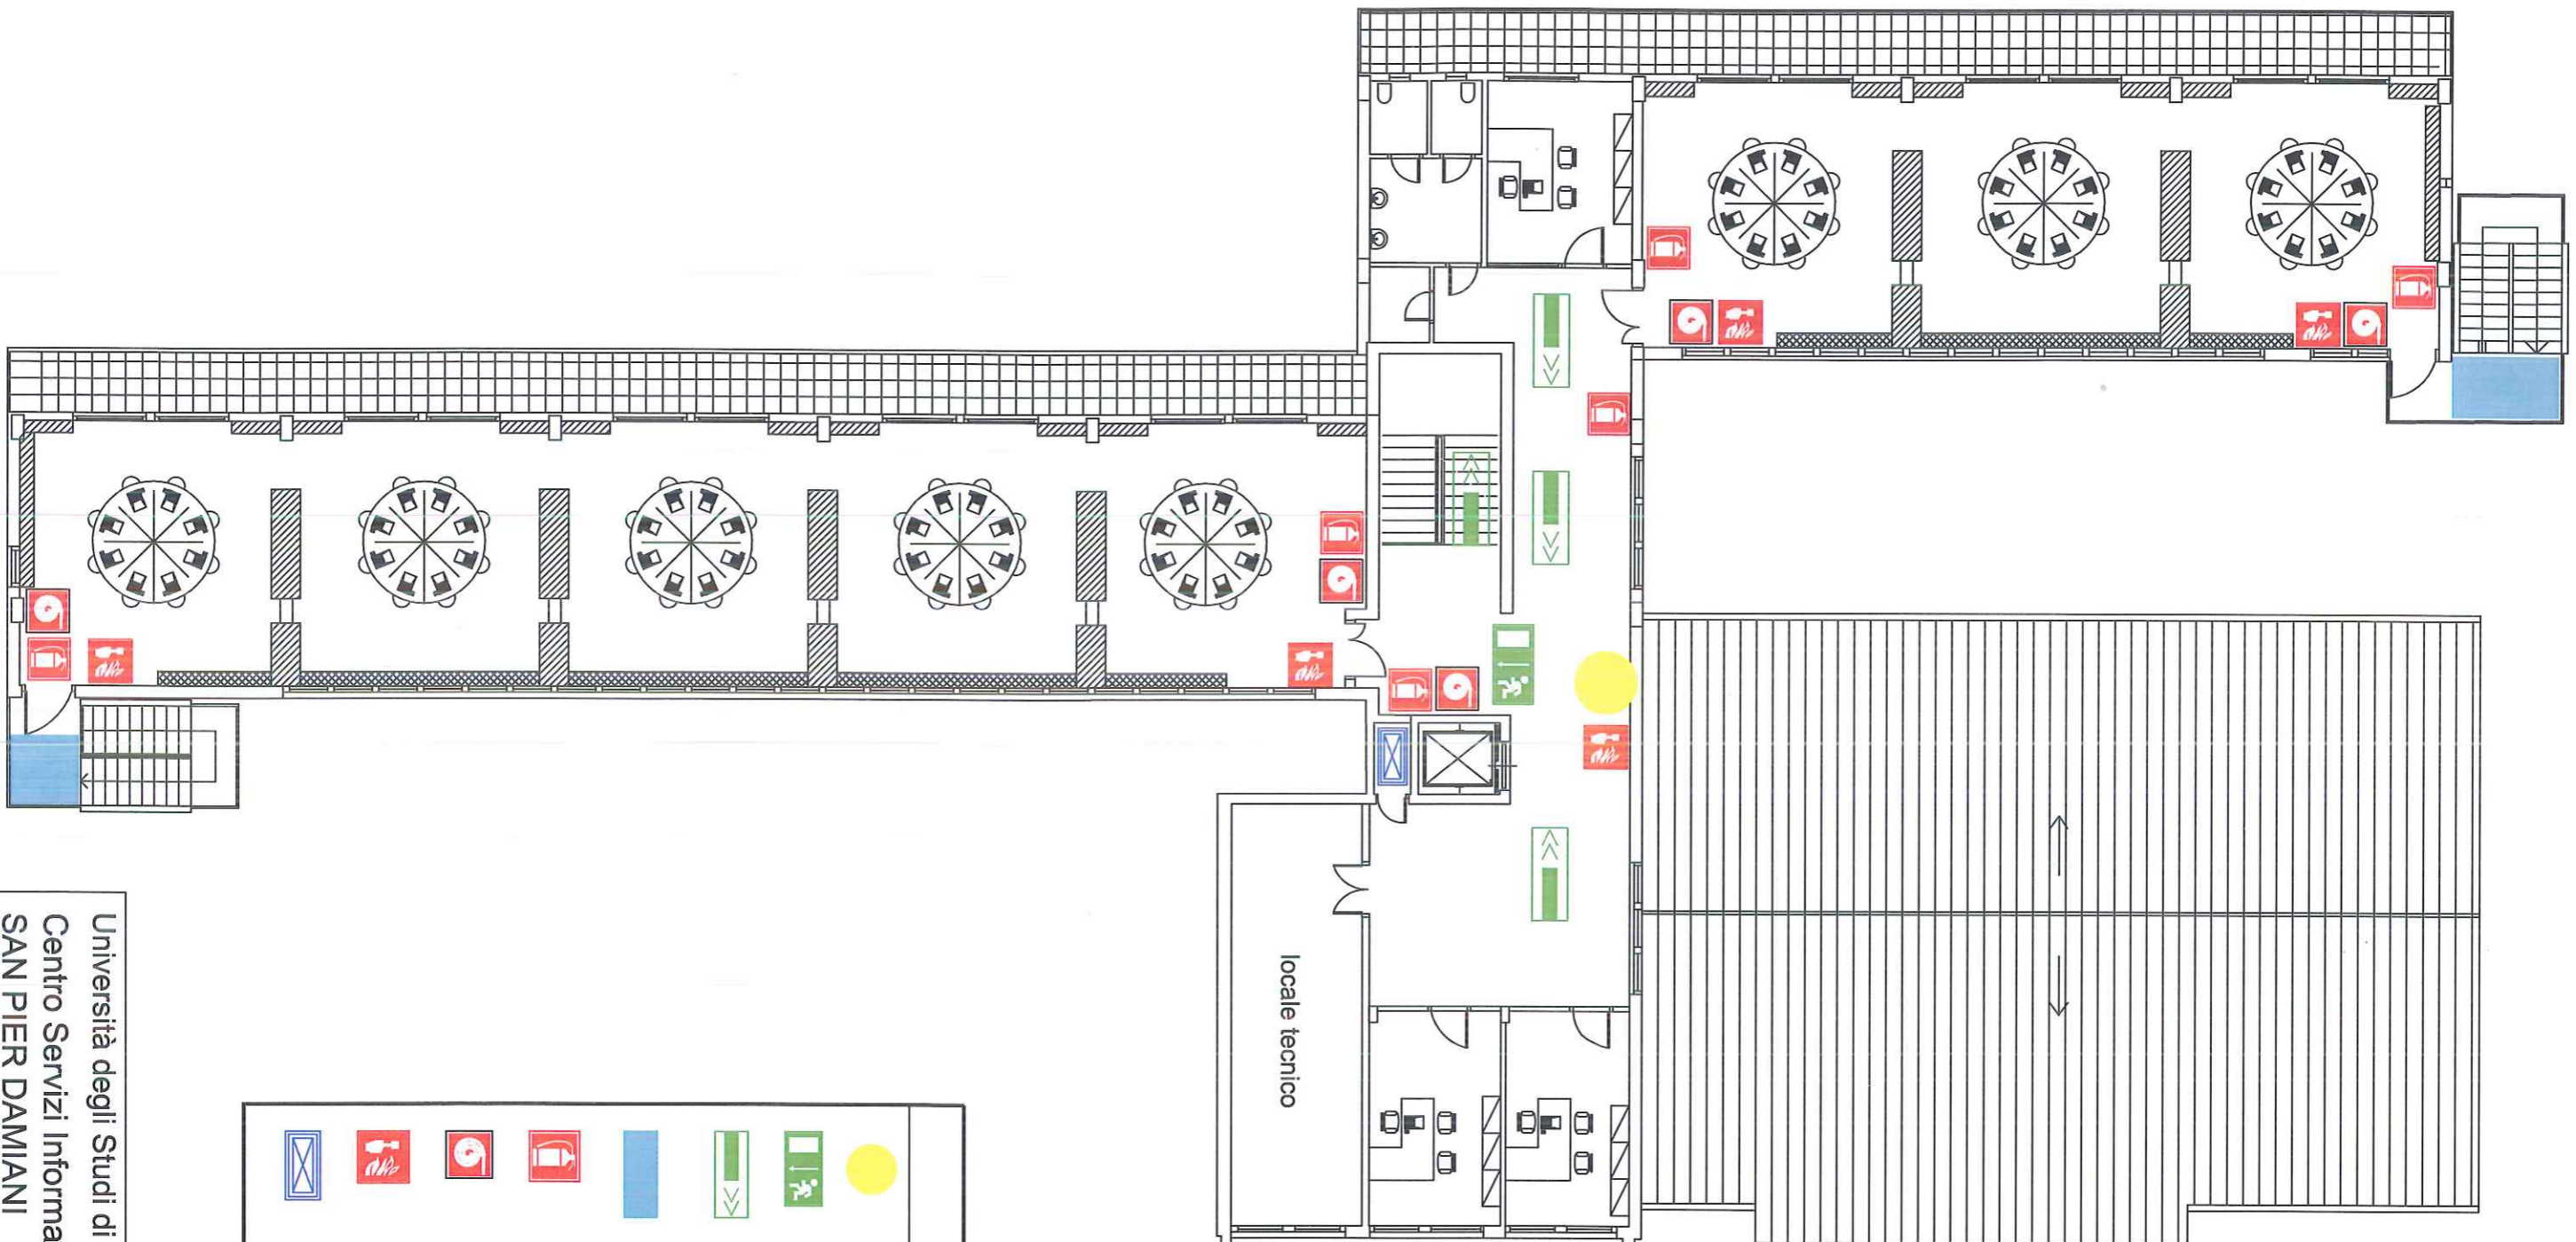 locale tecnico
Università degli Studi di
Centro Servizi Informa
SAN PIER DAMIANI